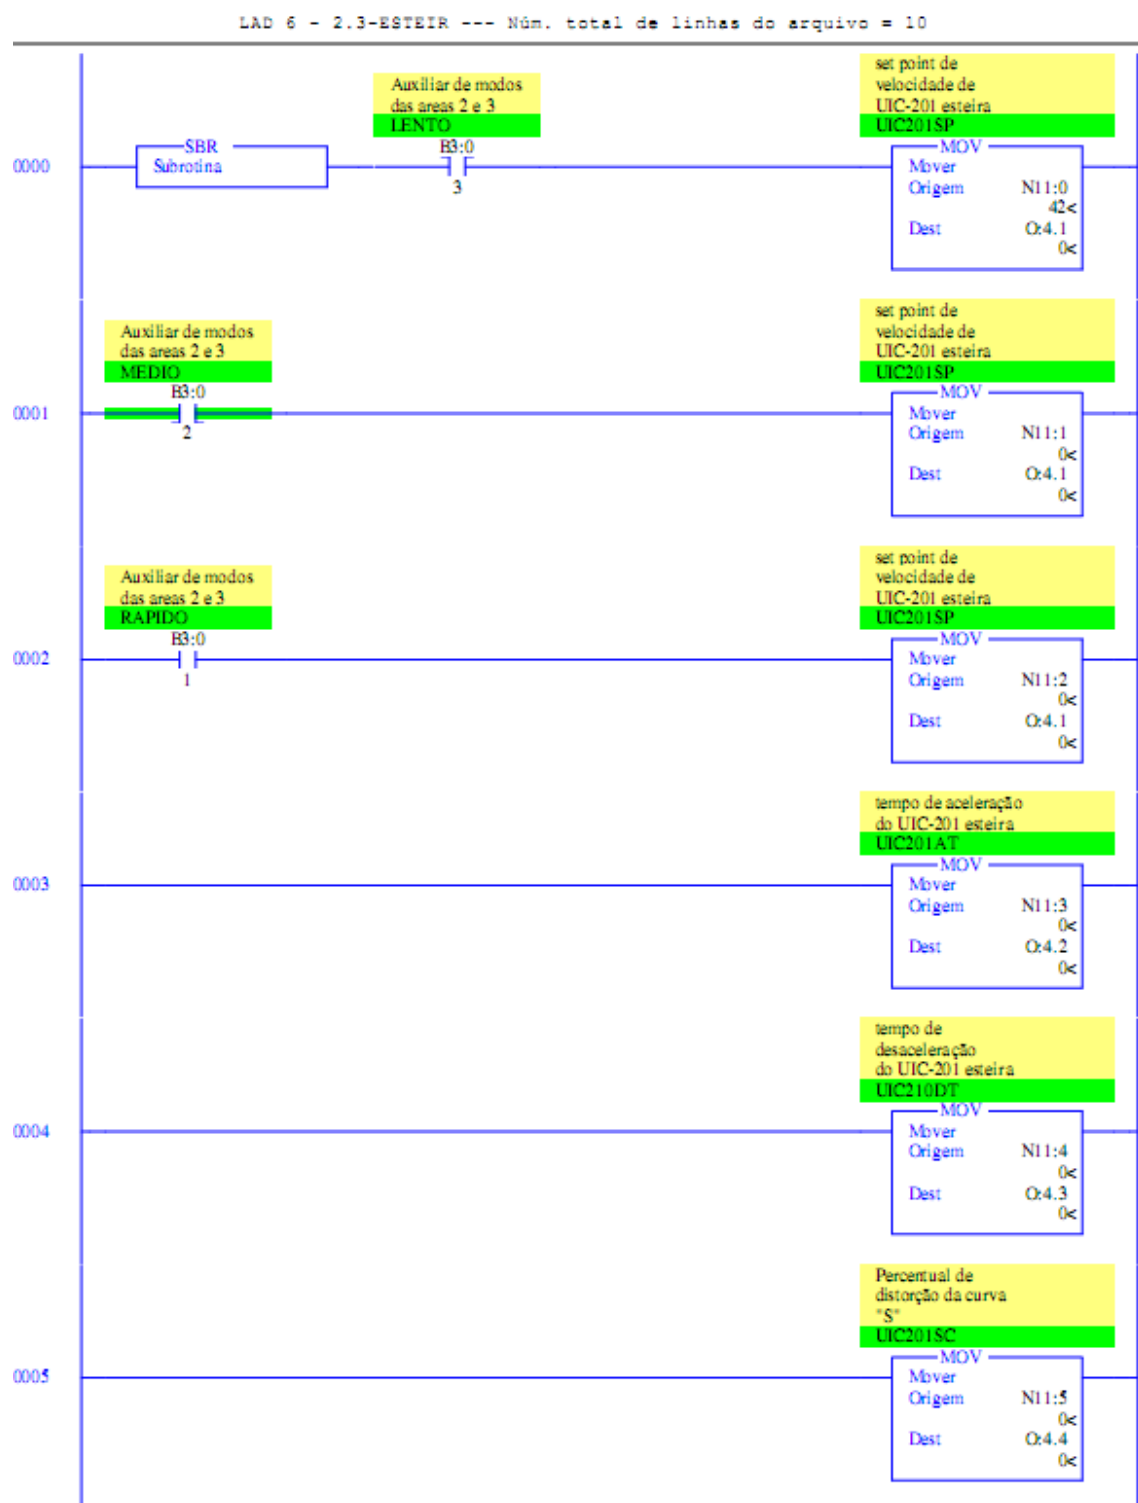 LAD 6 - 2.3-ESTEIR --- Núm. total de linhas do arquivo = 10
0000
SBR
Subrotina
Auxiliar de modos
das areas 2 e 3
LENTO
B3:0
3
set point de
velocidade de
UIC-201 esteira
UIC201SP
MOV
Mover
Origem N11:0
42<
Dest O:4.1
0<
0001
Auxiliar de modos
das areas 2 e 3
MEDIO
B3:0
2
set point de
velocidade de
UIC-201 esteira
UIC201SP
MOV
Mover
Origem N11:1
0<
Dest O:4.1
0<
0002
Auxiliar de modos
das areas 2 e 3
RAPIDO
B3:0
1
set point de
velocidade de
UIC-201 esteira
UIC201SP
MOV
Mover
Origem N11:2
0<
Dest O:4.1
0<
0003
tempo de aceleração
do UIC-201 esteira
UIC201AT
MOV
Mover
Origem N11:3
0<
Dest O:4.2
0<
0004
tempo de
desaceleração
do UIC-201 esteira
UIC210DT
MOV
Mover
Origem N11:4
0<
Dest O:4.3
0<
0005
Percentual de
distorção da curva
"S"
UIC201SC
MOV
Mover
Origem N11:5
0<
Dest O:4.4
0<